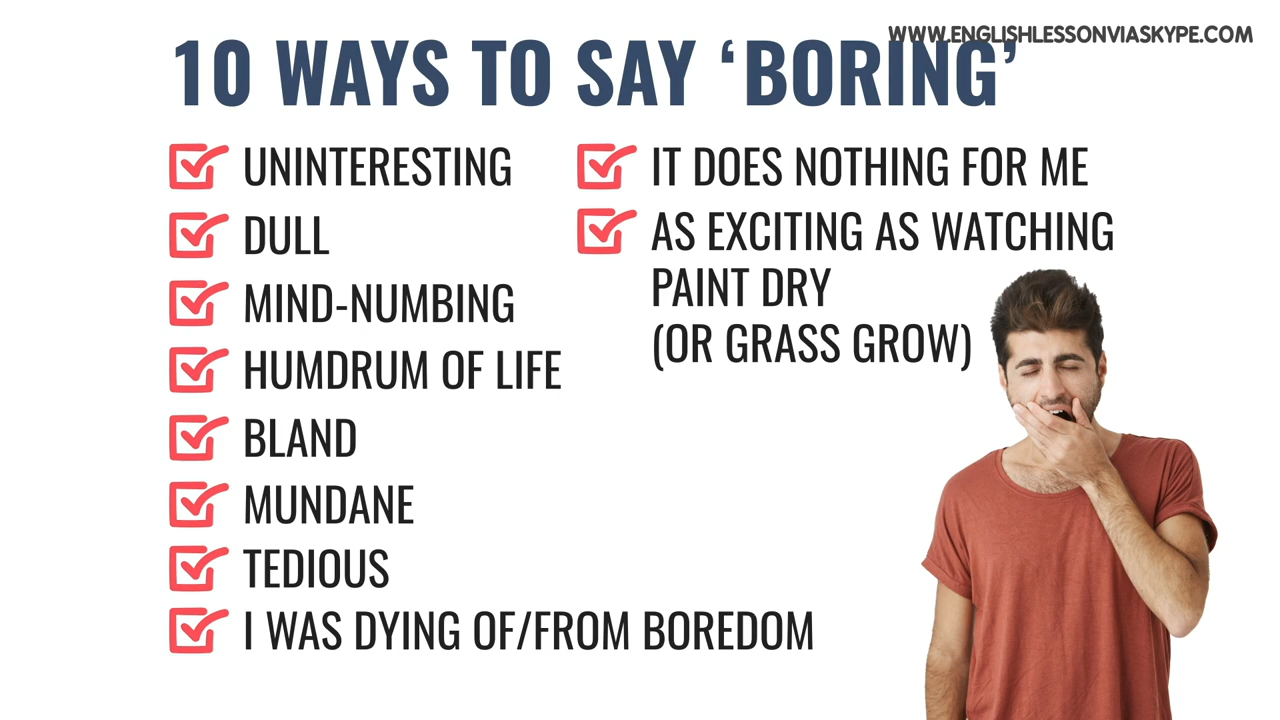 WWW.ENGLISHLESSONVIASKYPE.COM
10 WAYS TO SAY ‘BORING’
UNINTERESTING
DULL
MIND-NUMBING
HUMDRUM OF LIFE
BLAND
MUNDANE
TEDIOUS
I WAS DYING OF/FROM BOREDOM
IT DOES NOTHING FOR ME
AS EXCITING AS WATCHING
PAINT DRY
(OR GRASS GROW)